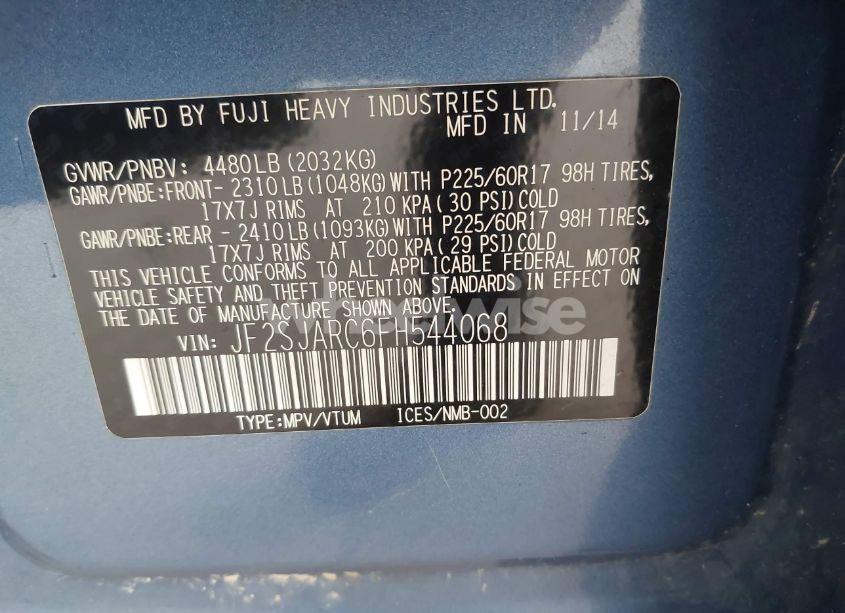 MFD BY FUJI HEAVY INDUSTRIES LTD.
MFD IN 11/14
GVWR/PNBV: 4480LB (2032KG)
GAWR/PNBE:FRONT- 2310LB (1048KG) WITH P225/60R17 98H TIRES,
17X7J RIMS AT 210 KPA ( 30 PSI) COLD
GAWR/PNBE:REAR - 2410LB (1093KG) WITH P225/60R17 98H TIRES,
17X7J RIMS AT 200 KPA ( 29 PSI) COLD
THIS VEHICLE CONFORMS TO ALL APPLICABLE FEDERAL MOTOR
VEHICLE SAFETY AND THEFT PREVENTION STANDARDS IN EFFECT ON
THE DATE OF MANUFACTURE SHOWN ABOVE.
VIN: JF2SJARC6FH544068
TYPE:MPV/VTUM ICES/NMB-002